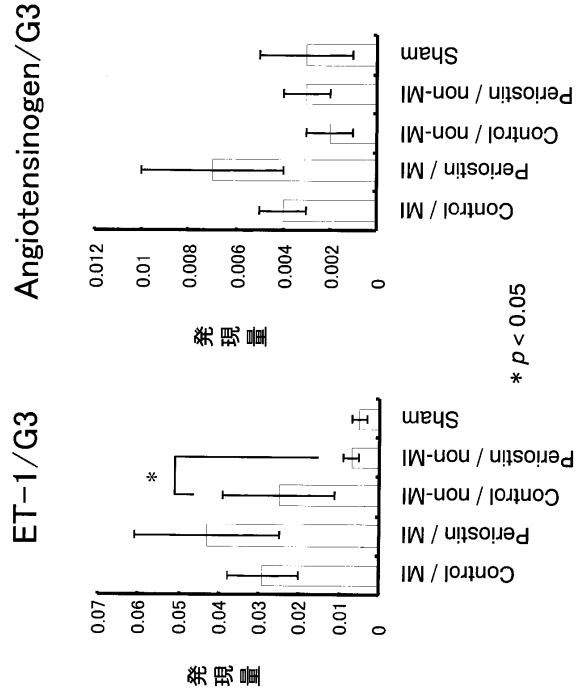 ET-1/G3
発現量
0.07
0.06
0.05
0.04
0.03
0.02
0.01
0
*
Control / MI
Periostin / MI
Control / non-MI
Periostin / non-MI
Sham
Angiotensinogen/G3
発現量
0.012
0.01
0.008
0.006
0.004
0.002
0
Control / MI
Periostin / MI
Control / non-MI
Periostin / non-MI
Sham
* p < 0.05